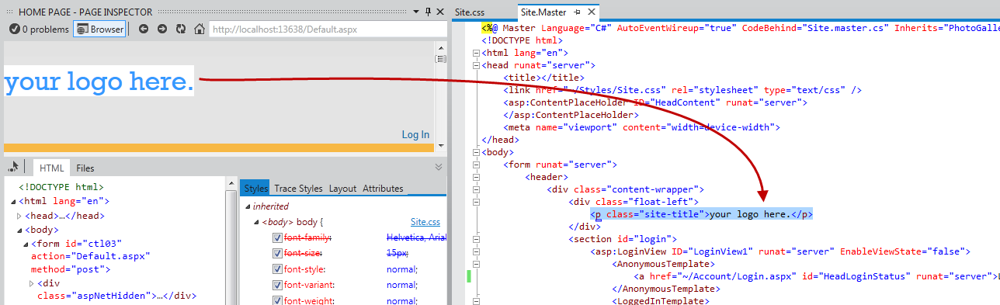 HOME PAGE - PAGE INSPECTOR
0 problems Browser http://localhost:13638/Default.aspx
your logo here.
Log In
HTML Files
<!DOCTYPE html>
<html lang="en">
<head>…</head>
<body>
<form id="ctl03"
action="Default.aspx"
method="post">
<div
class="aspNetHidden">…</div>
Styles Trace Styles Layout Attributes
inherited
<body> body { Site.css
font-family: Helvetica, Arial
font-size: 15px;
font-style: normal;
font-variant: normal;
font-weight: normal;
Site.css Site.Master
<%@ Master Language="C#" AutoEventWireup="true" CodeBehind="Site.master.cs" Inherits="PhotoGalle
<!DOCTYPE html>
<html lang="en">
<head runat="server">
<title></title>
<link href="~/Styles/Site.css" rel="stylesheet" type="text/css" />
<asp:ContentPlaceHolder ID="HeadContent" runat="server">
</asp:ContentPlaceHolder>
<meta name="viewport" content="width=device-width">
</head>
<body>
<form runat="server">
<header>
<div class="content-wrapper">
<div class="float-left">
<p class="site-title">your logo here.</p>
</div>
<section id="login">
<asp:LoginView ID="LoginView1" runat="server" EnableViewState="false">
<AnonymousTemplate>
<a href="~/Account/Login.aspx" id="HeadLoginStatus" runat="server">
</AnonymousTemplate>
<LoggedInTemplate>